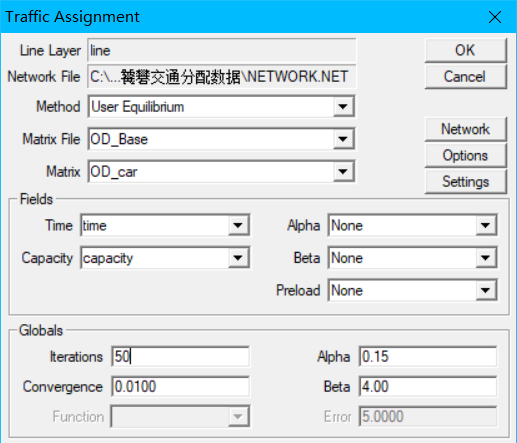 Traffic Assignment
Line Layer line OK
Network File C:\...交通分配数据\NETWORK.NET Cancel
Method User Equilibrium
Matrix File OD_Base Network
Matrix OD_car Options
Settings
Fields
Time time Alpha None
Capacity capacity Beta None
Preload None
Globals
Iterations 50 Alpha 0.15
Convergence 0.0100 Beta 4.00
Function Error 5.0000